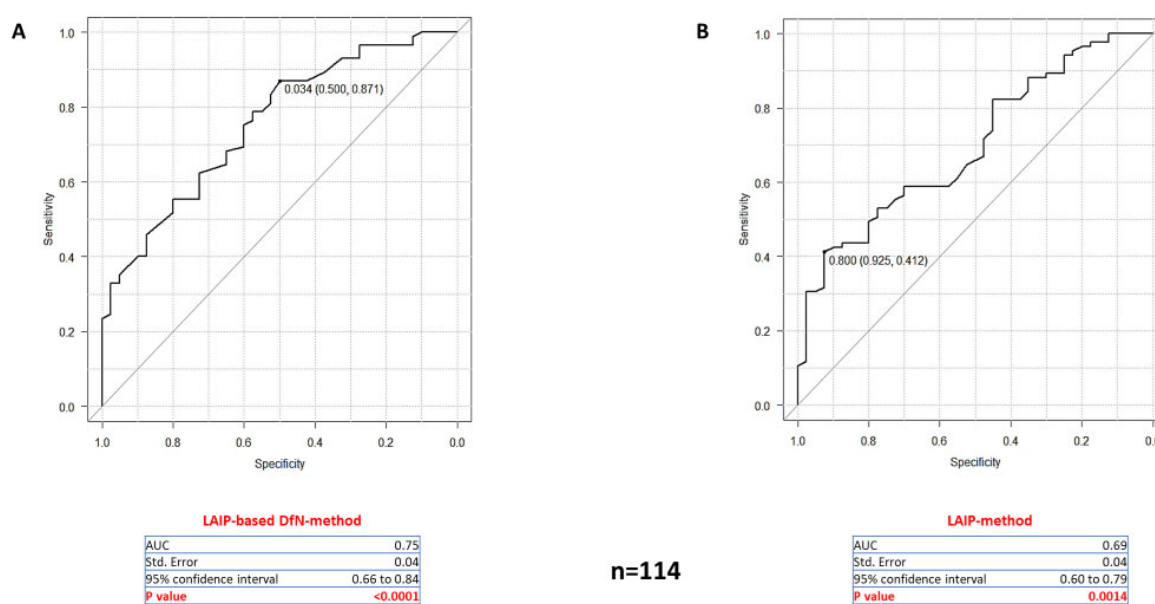 A
1.0
0.8
0.6
0.4
0.2
0.0
Sensitivity
0.034 (0.500, 0.871)
1.0 0.8 0.6 0.4 0.2 0.0
Specificity
LAIP-based DfN-method
AUC 0.75
Std. Error 0.04
95% confidence interval 0.66 to 0.84
P value <0.0001
n=114
B
1.0
0.8
0.6
0.4
0.2
0.0
Sensitivity
0.800 (0.925, 0.412)
1.0 0.8 0.6 0.4 0.2
Specificity
LAIP-method
AUC 0.69
Std. Error 0.04
95% confidence interval 0.60 to 0.79
P value 0.0014